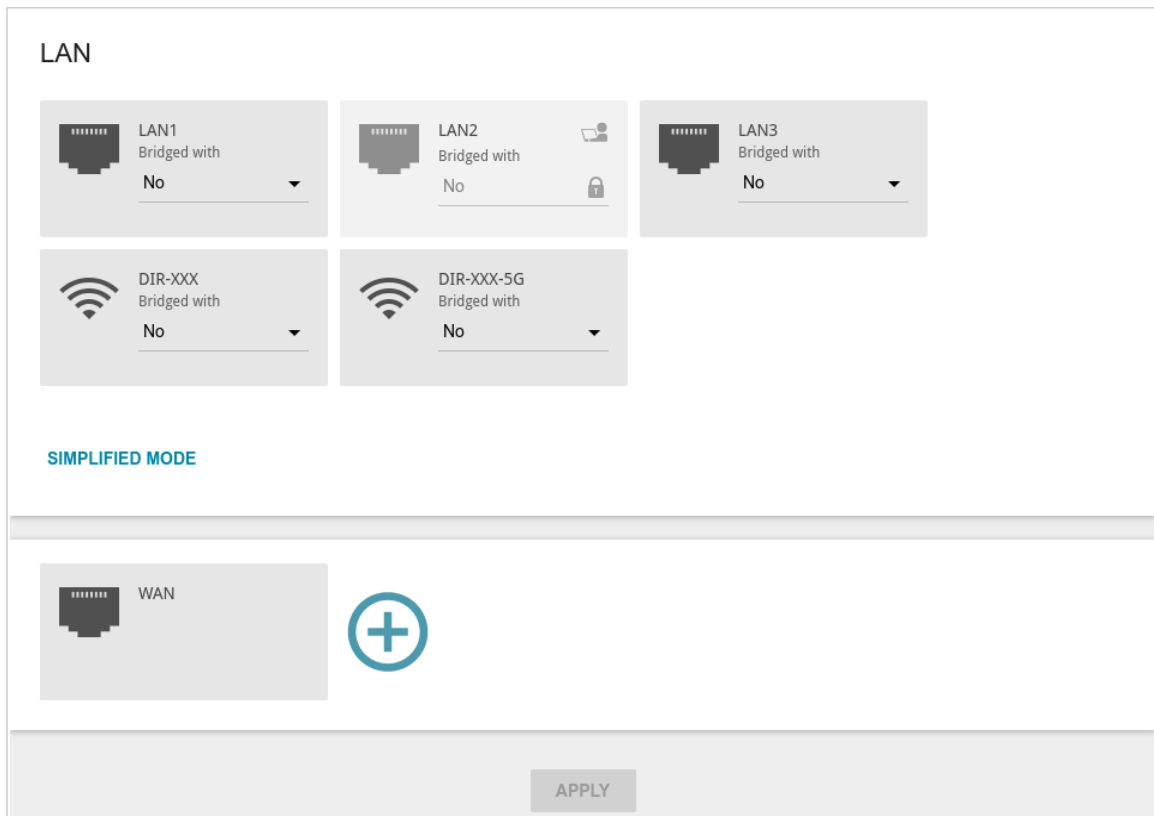 LAN
LAN1
Bridged with
No
LAN2
Bridged with
No
LAN3
Bridged with
No
DIR-XXX
Bridged with
No
DIR-XXX-5G
Bridged with
No
SIMPLIFIED MODE
WAN
APPLY